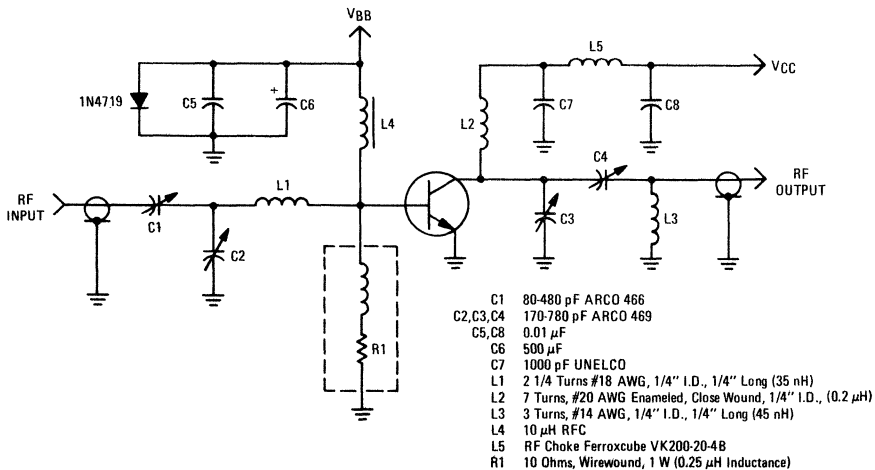 VBB
1N4719
C5
+
C6
L4
L5
VCC
C7
C8
L2
C4
RF
INPUT
C1
L1
C2
RF
OUTPUT
C3
L3
R1
C1 80-480 pF ARCO 466
C2,C3,C4 170-780 pF ARCO 469
C5,C8 0.01 μF
C6 500 μF
C7 1000 pF UNELCO
L1 2 1/4 Turns #18 AWG, 1/4" I.D., 1/4" Long (35 nH)
L2 7 Turns, #20 AWG Enameled, Close Wound, 1/4" I.D., (0.2 μH)
L3 3 Turns, #14 AWG, 1/4" I.D., 1/4" Long (45 nH)
L4 10 μH RFC
L5 RF Choke Ferroxcube VK200-20-4B
R1 10 Ohms, Wirewound, 1 W (0.25 μH Inductance)